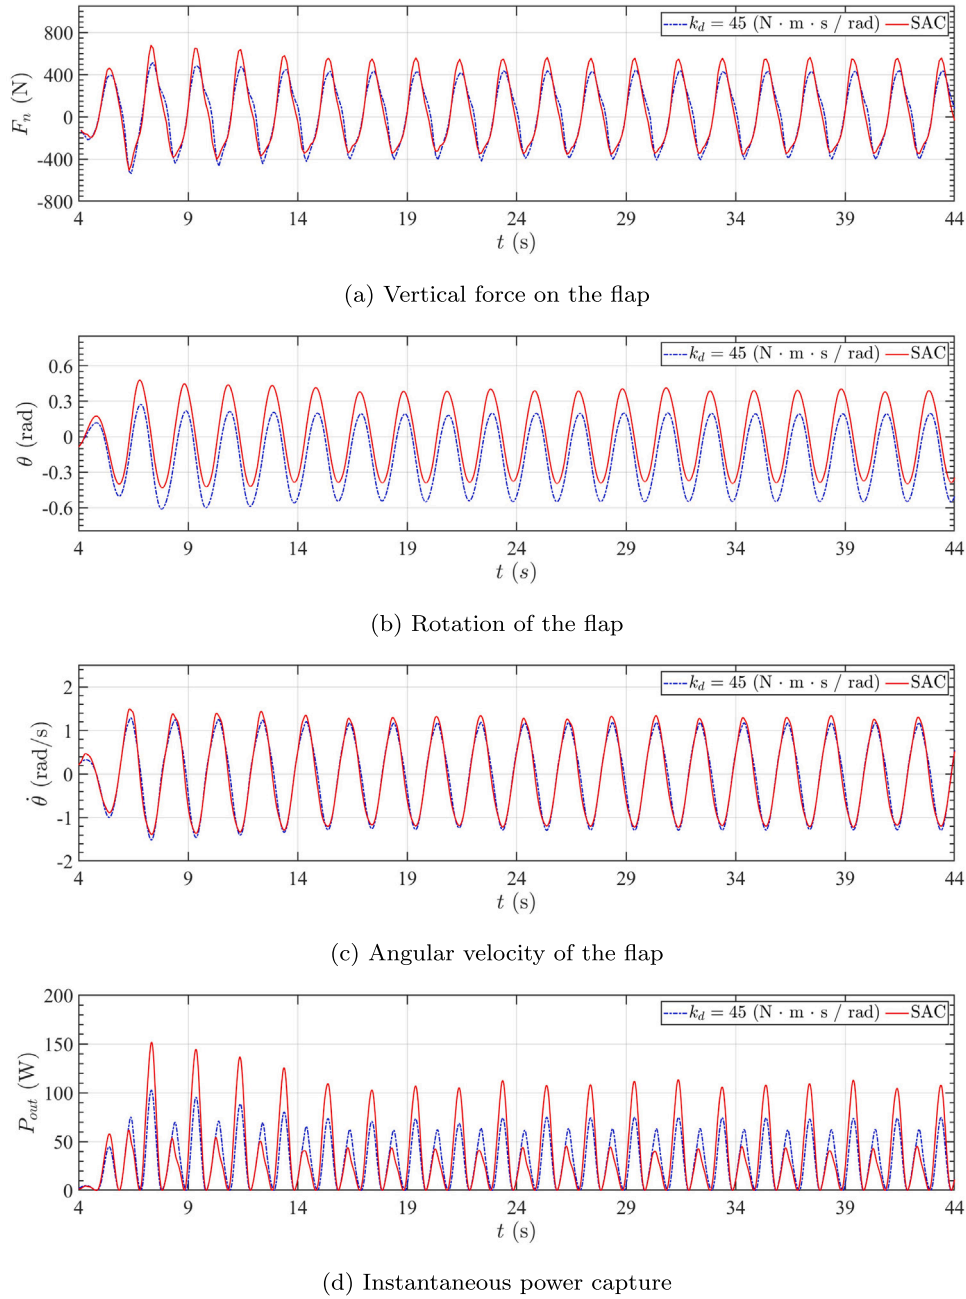 k_d = 45 (N · m · s / rad) SAC
800
400
0
-400
-800
F_n (N)
4 9 14 19 24 29 34 39 44
t (s)
(a) Vertical force on the flap
k_d = 45 (N · m · s / rad) SAC
0.6
0.3
0
-0.3
-0.6
θ (rad)
4 9 14 19 24 29 34 39 44
t (s)
(b) Rotation of the flap
k_d = 45 (N · m · s / rad) SAC
2
1
0
-1
-2
θ̇ (rad/s)
4 9 14 19 24 29 34 39 44
t (s)
(c) Angular velocity of the flap
k_d = 45 (N · m · s / rad) SAC
200
150
100
50
0
P_out (W)
4 9 14 19 24 29 34 39 44
t (s)
(d) Instantaneous power capture